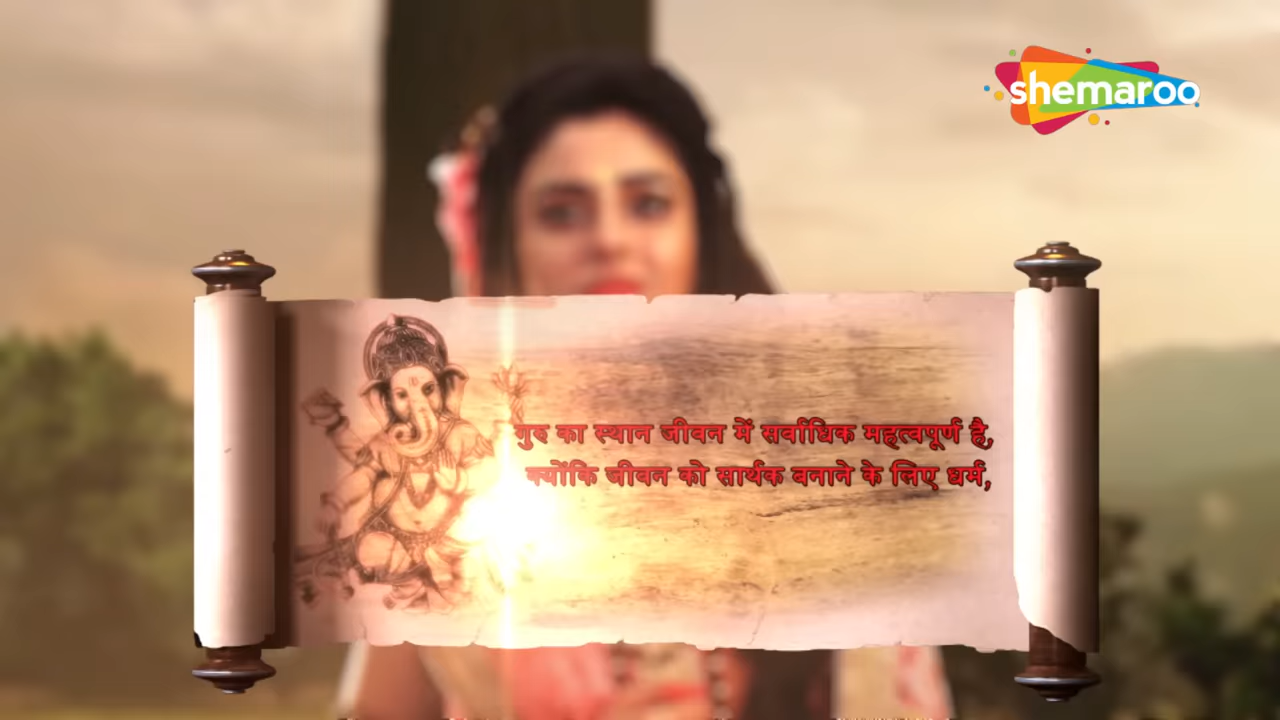 shemaroo
गुरु का स्थान जीवन में सर्वाधिक महत्वपूर्ण है,
क्योंकि जीवन को सार्थक बनाने के लिए धर्म,